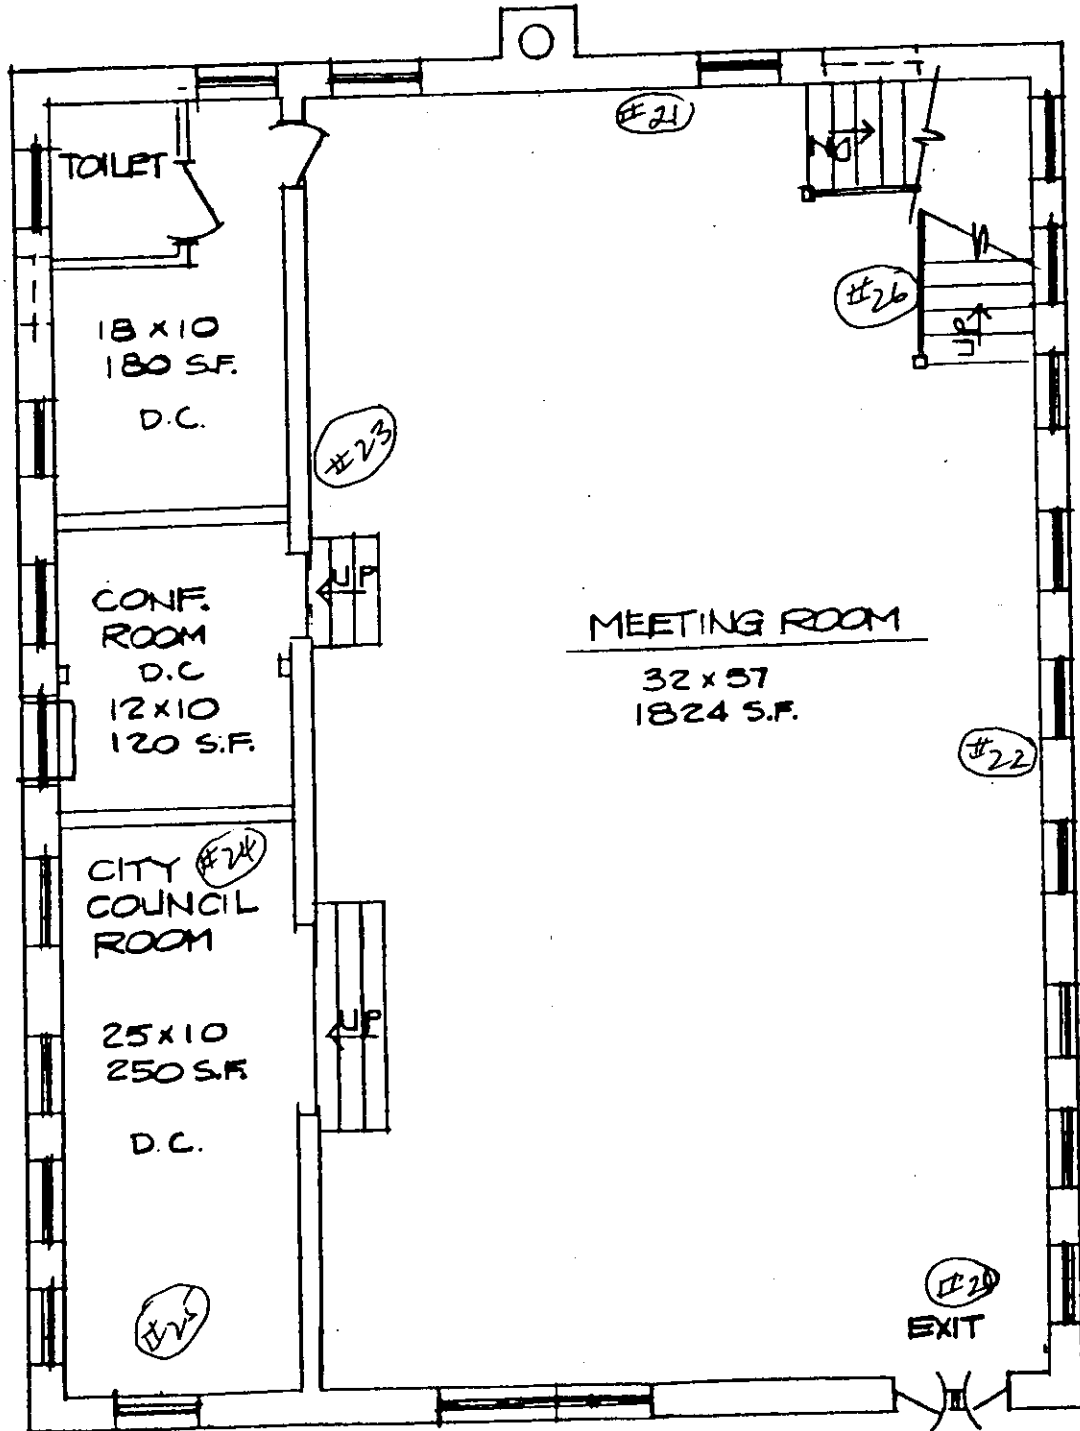 #21
TOILET
DN
#26
UP
18 x 10
180 S.F.
D.C.
#23
UP
CONF.
ROOM
D.C
12 x 10
120 S.F.
MEETING ROOM
32 x 57
1824 S.F.
#22
CITY #24
COUNCIL
ROOM
UP
25 x 10
250 S.F.
D.C.
#25
#20
EXIT